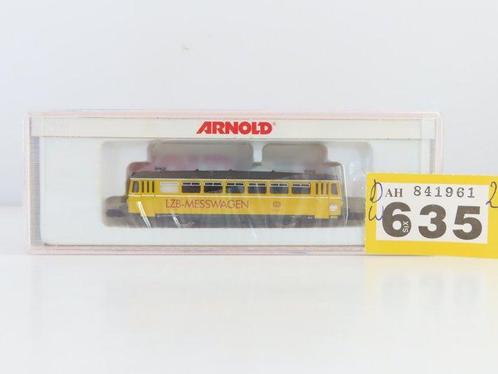 ARNOLD
LZB-MESSWAGEN
AH 841961
635